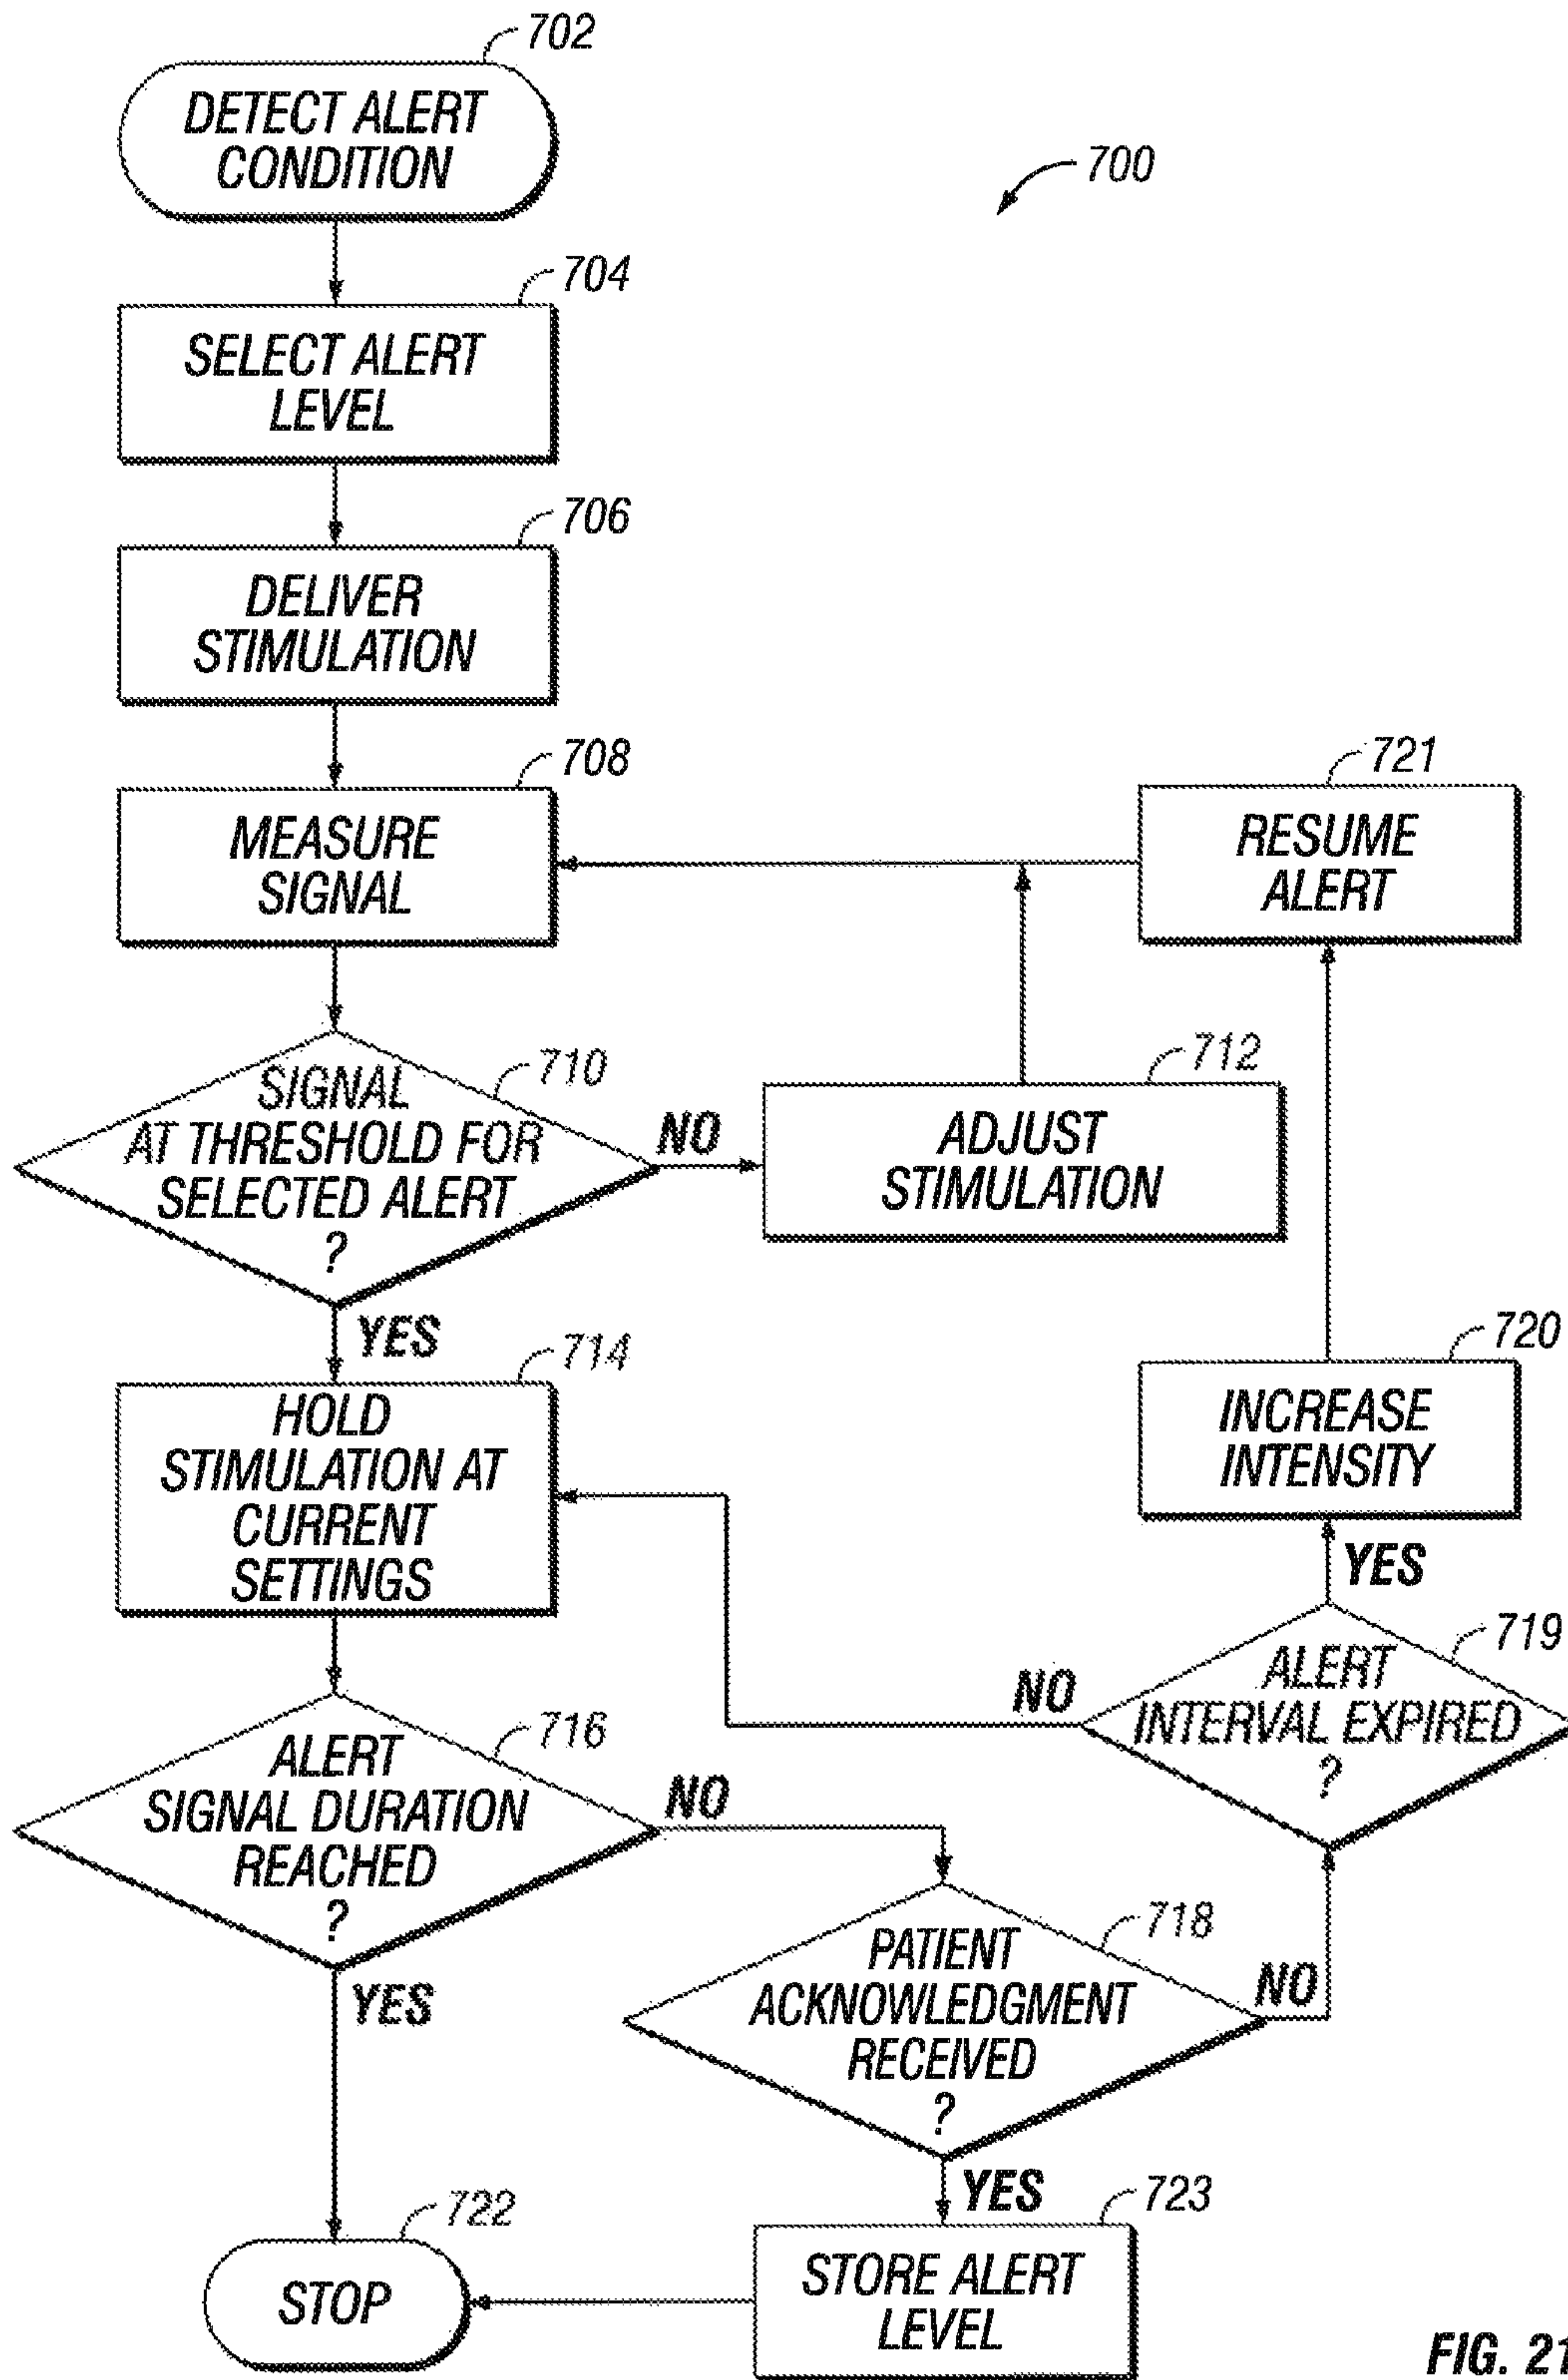 702
DETECT ALERT
CONDITION
700
704
SELECT ALERT
LEVEL
706
DELIVER
STIMULATION
708
MEASURE
SIGNAL
721
RESUME
ALERT
710
SIGNAL
AT THRESHOLD FOR
SELECTED ALERT
?
NO
712
ADJUST
STIMULATION
YES
714
HOLD
STIMULATION AT
CURRENT
SETTINGS
720
INCREASE
INTENSITY
YES
719
ALERT
INTERVAL EXPIRED
?
NO
716
ALERT
SIGNAL DURATION
REACHED
?
NO
YES
718
PATIENT
ACKNOWLEDGMENT
RECEIVED
?
NO
YES
722
STOP
723
STORE ALERT
LEVEL
FIG. 21